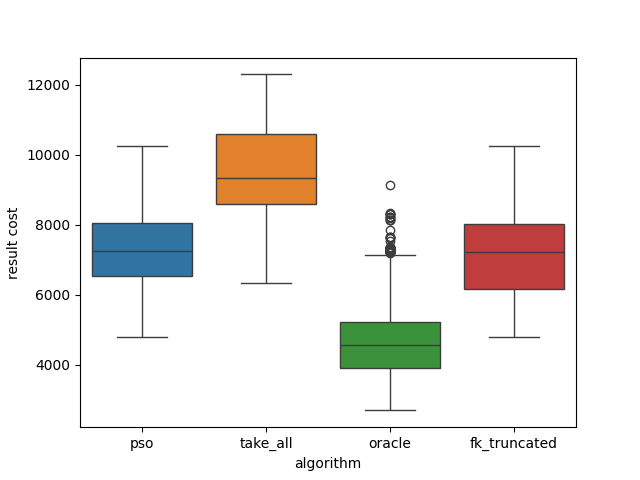 12000
10000
8000
6000
4000
result cost
pso
take_all
oracle
fk_truncated
algorithm